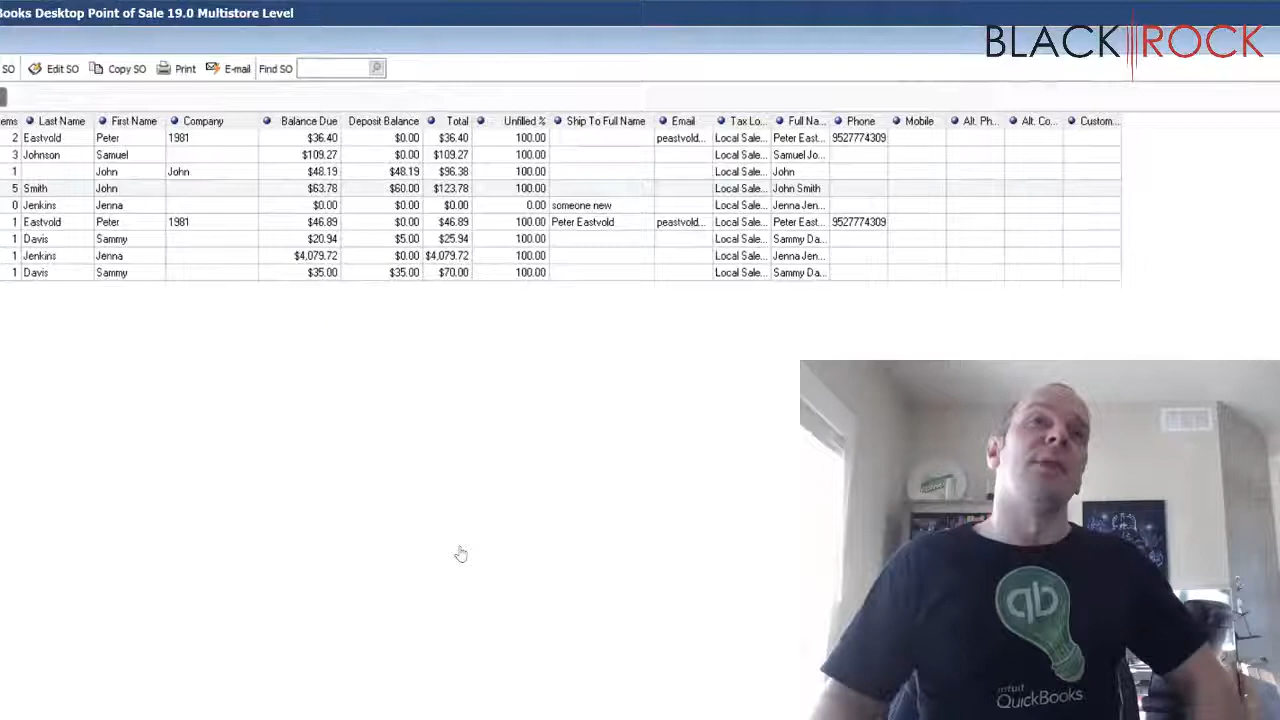 Books Desktop Point of Sale 19.0 Multistore Level
BLACK ROCK
SO Edit SO Copy SO Print E-mail Find SO
ems Last Name First Name Company Balance Due Deposit Balance Total Unfilled % Ship To Full Name Email Tax Lo... Full Na... Phone Mobile Alt. Ph... Alt. Co... Custom...
2 Eastvold Peter 1981 $36.40 $0.00 $36.40 100.00 peastvold... Local Sale... Peter East... 9527774309
3 Johnson Samuel $109.27 $0.00 $109.27 100.00 Local Sale... Samuel Jo...
1 John John $48.19 $48.19 $96.38 100.00 Local Sale... John
5 Smith John $63.78 $60.00 $123.78 100.00 Local Sale... John Smith
0 Jenkins Jenna $0.00 $0.00 $0.00 0.00 someone new Local Sale... Jenna Jen...
1 Eastvold Peter 1981 $46.89 $0.00 $46.89 100.00 Peter Eastvold peastvold... Local Sale... Peter East... 9527774309
1 Davis Sammy $20.94 $5.00 $25.94 100.00 Local Sale... Sammy Da...
1 Jenkins Jenna $4,079.72 $0.00 $4,079.72 100.00 Local Sale... Jenna Jen...
1 Davis Sammy $35.00 $35.00 $70.00 100.00 Local Sale... Sammy Da...
qb
intuit
QuickBooks